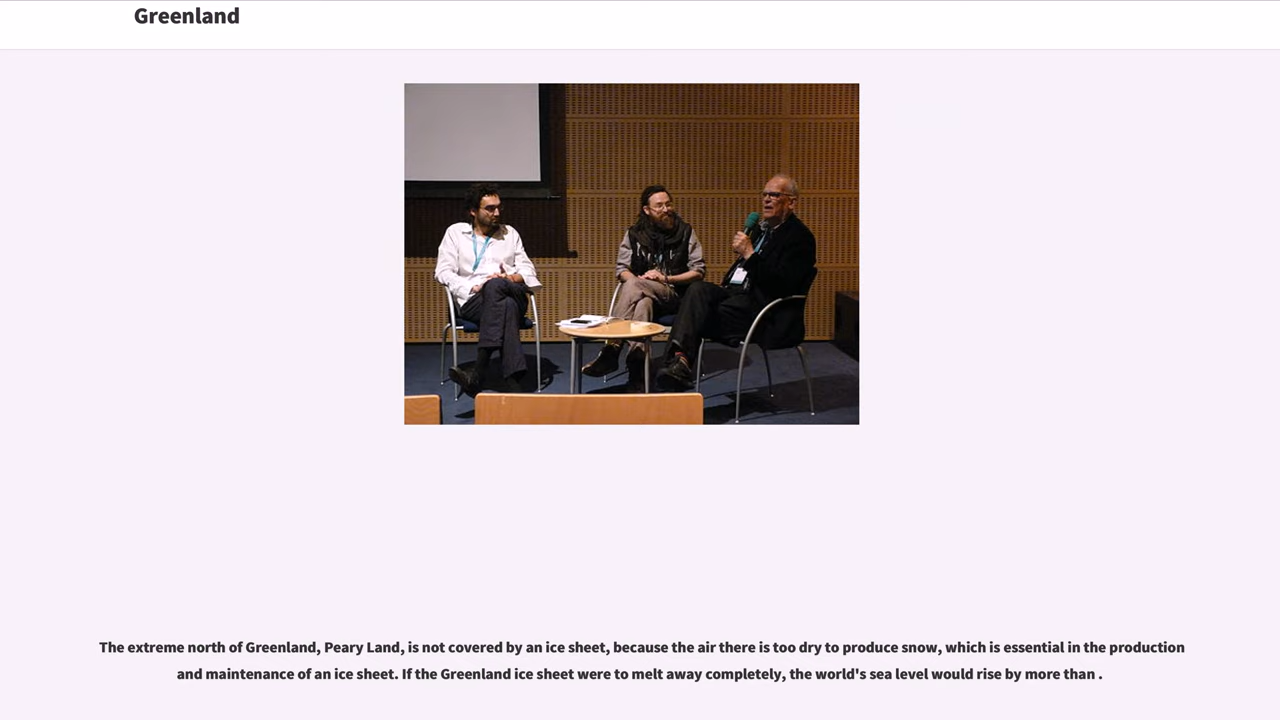 Greenland
The extreme north of Greenland, Peary Land, is not covered by an ice sheet, because the air there is too dry to produce snow, which is essential in the production
and maintenance of an ice sheet. If the Greenland ice sheet were to melt away completely, the world's sea level would rise by more than .